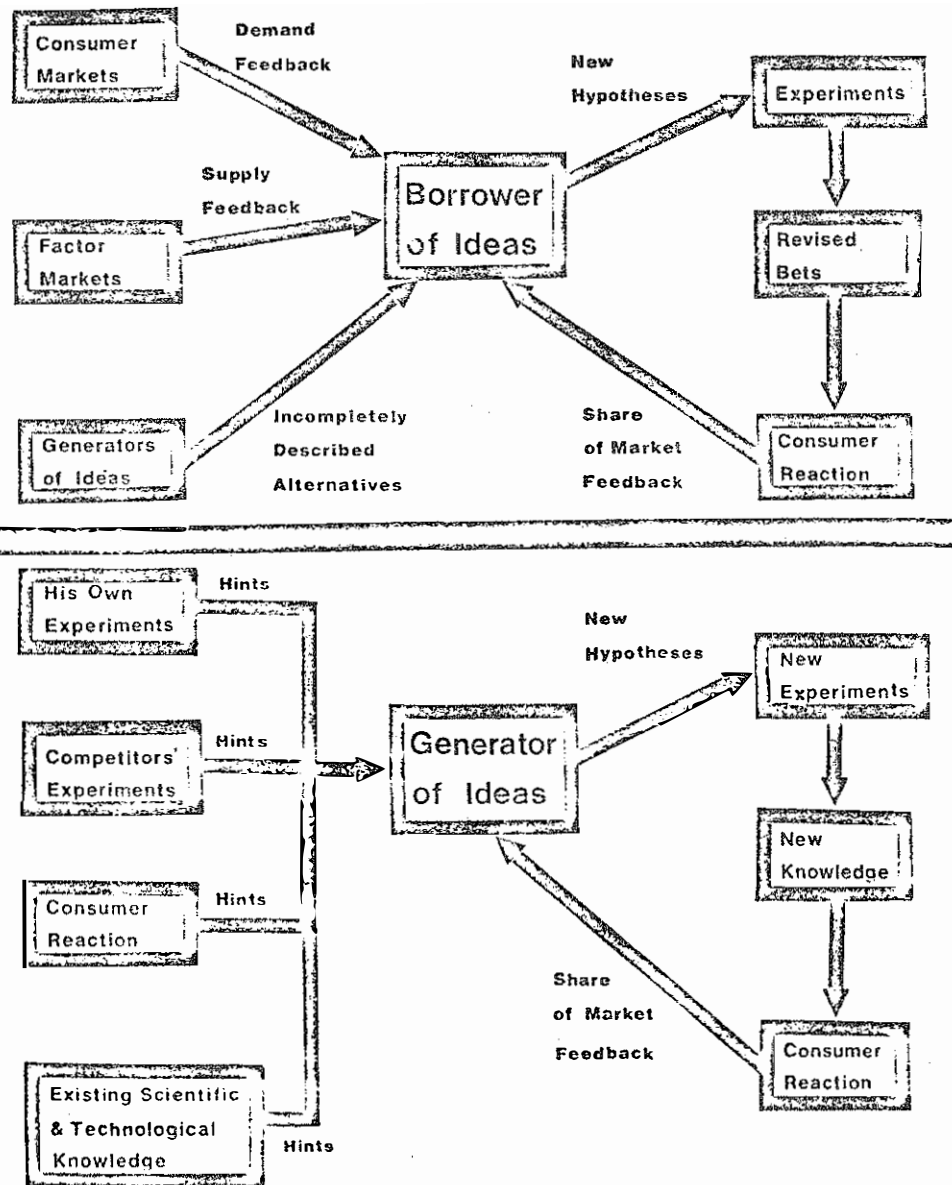 Consumer
Markets
Demand
Feedback
New
Hypotheses
Experiments
Supply
Feedback
Borrower
of Ideas
Factor
Markets
Revised
Bets
Generators
of Ideas
Incompletely
Described
Alternatives
Share
of Market
Feedback
Consumer
Reaction
His Own
Experiments
Hints
New
Hypotheses
New
Experiments
Competitors'
Experiments
Hints
Generator
of Ideas
New
Knowledge
Consumer
Reaction
Hints
Share
of Market
Feedback
Consumer
Reaction
Existing Scientific
& Technological
Knowledge
Hints